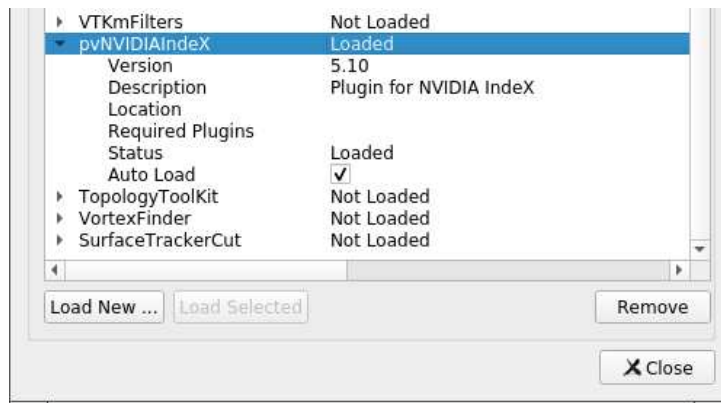 VTKmFilters Not Loaded
pvNVIDIAIndeX Loaded
Version 5.10
Description Plugin for NVIDIA IndeX
Location
Required Plugins
Status Loaded
Auto Load
TopologyToolKit Not Loaded
VortexFinder Not Loaded
SurfaceTrackerCut Not Loaded
Load New ... Load Selected Remove
Close